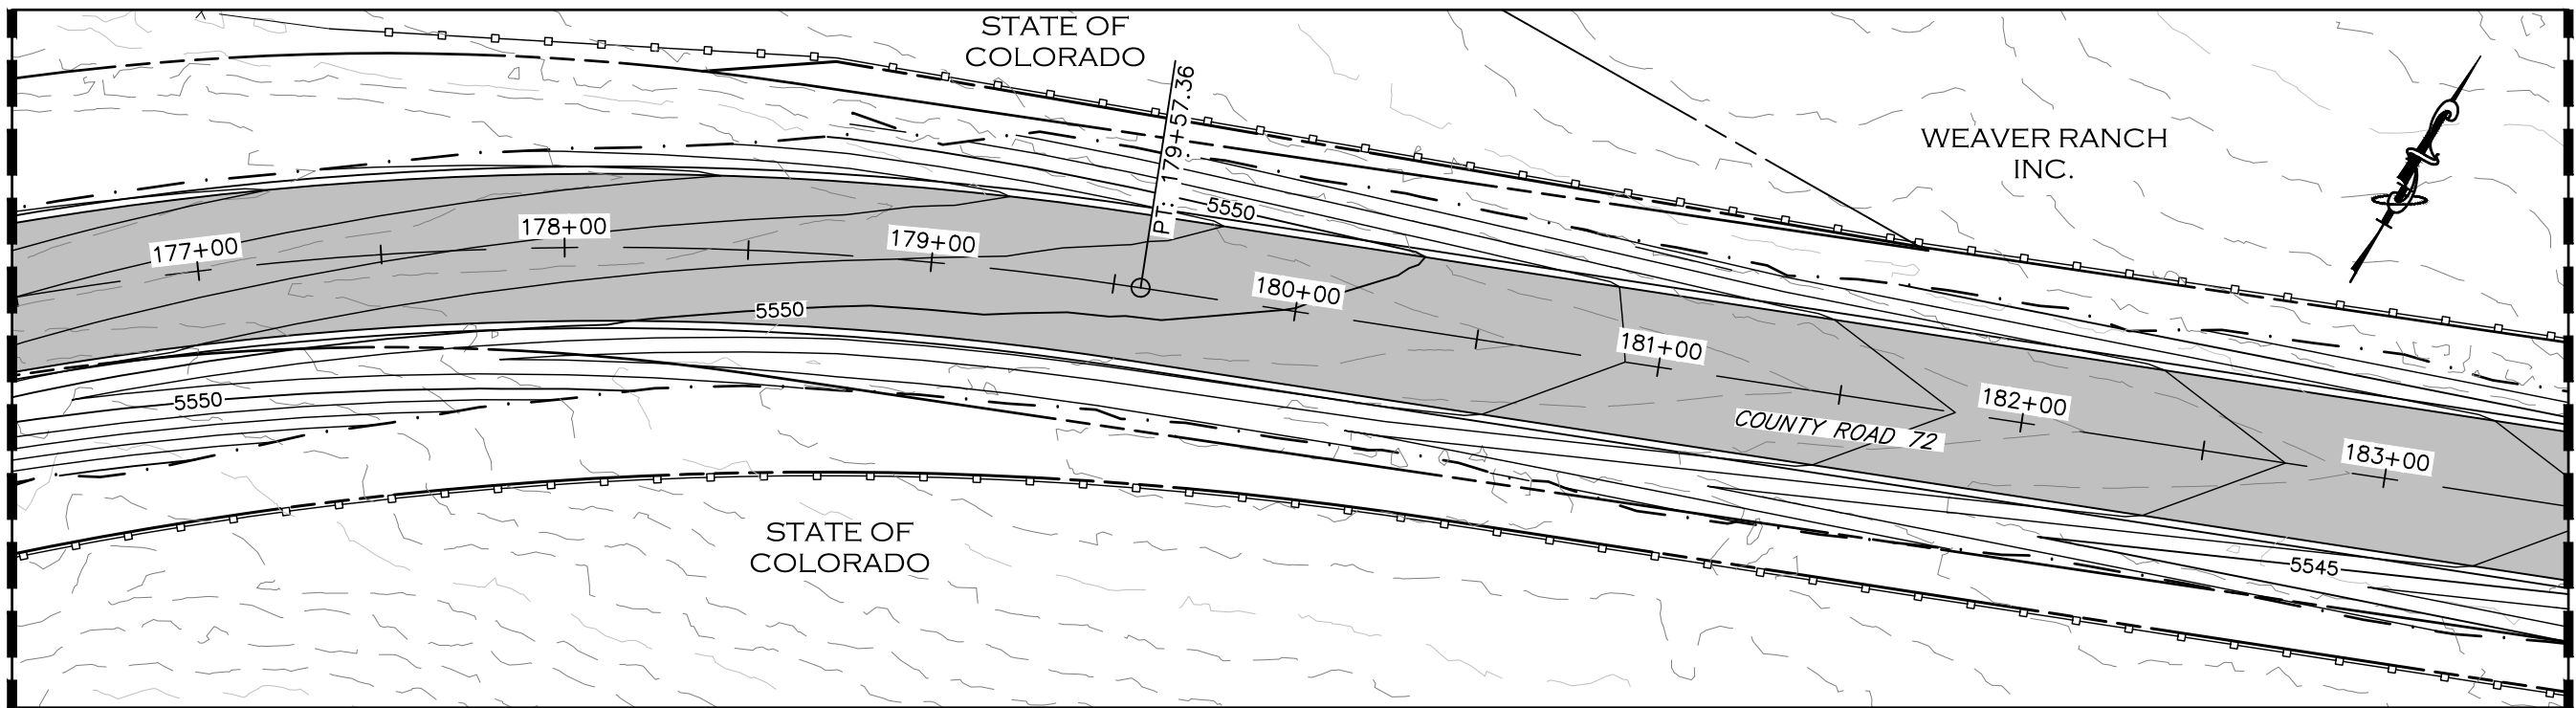 STATE OF
COLORADO
PT: 179+57.36
WEAVER RANCH
INC.
177+00
178+00
179+00
5550
180+00
5550
181+00
5550
182+00
COUNTY ROAD 72
183+00
STATE OF
COLORADO
5545